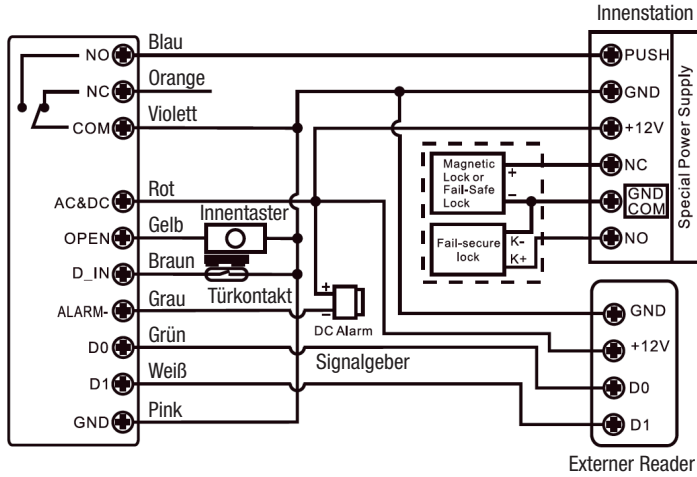 Innenstation
NO
Blau
PUSH
NC
Orange
GND
COM
Violett
+12V
Magnetic
Lock or
Fail-Safe
Lock
+
−
NC
GND
COM
Special Power Supply
AC&DC
Rot
Innentaster
OPEN
Gelb
Fail-secure
lock
K-
K+
NO
D_IN
Braun
Türkontakt
ALARM-
Grau
+
−
DC Alarm
GND
D0
Grün
Signalgeber
+12V
D1
Weiß
D0
GND
Pink
D1
Externer Reader